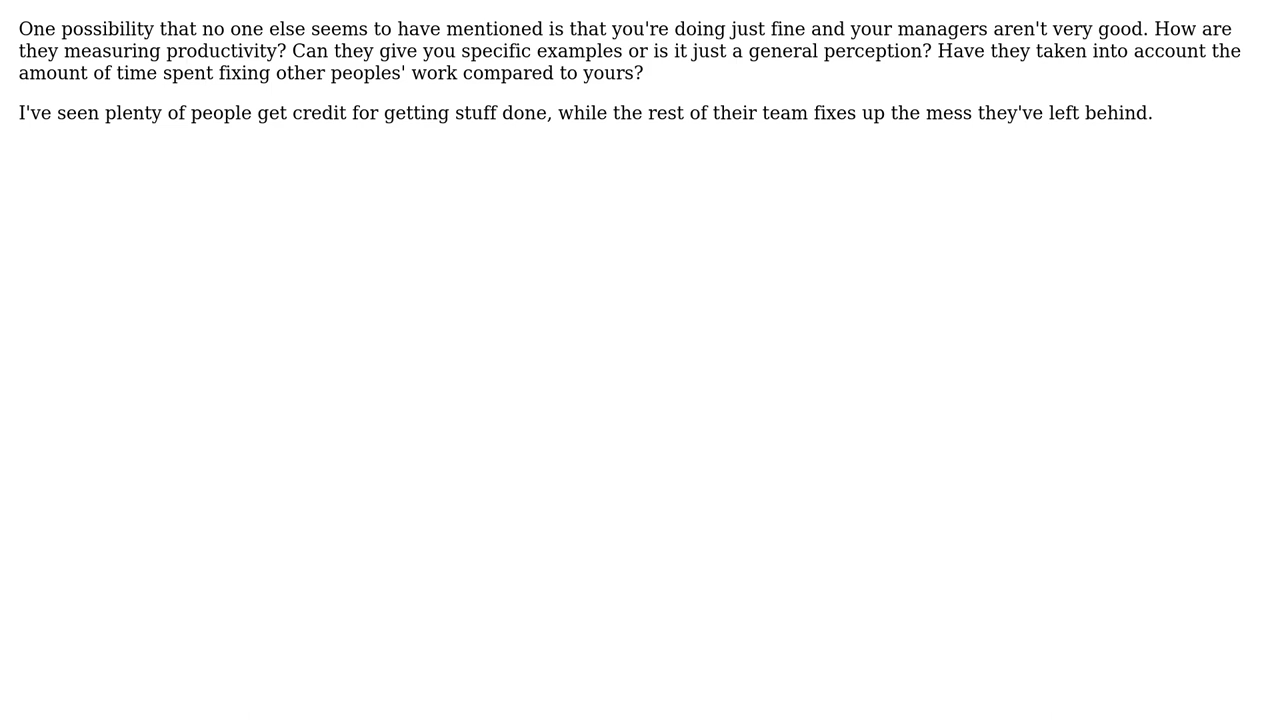 One possibility that no one else seems to have mentioned is that you're doing just fine and your managers aren't very good. How are
they measuring productivity? Can they give you specific examples or is it just a general perception? Have they taken into account the
amount of time spent fixing other peoples' work compared to yours?
I've seen plenty of people get credit for getting stuff done, while the rest of their team fixes up the mess they've left behind.